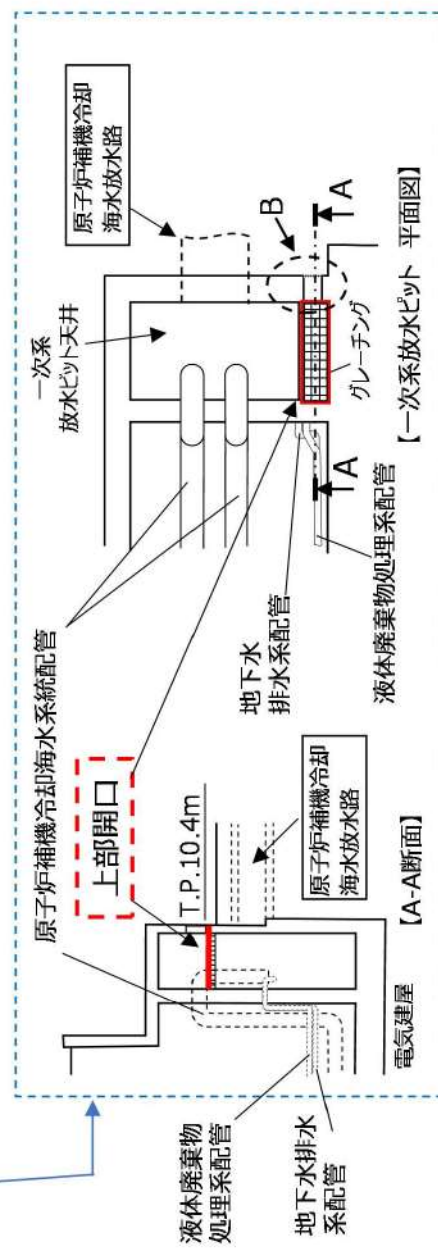 原子炉補機冷却海水系統配管
上部開口
T.P.10.4m
液体廃棄物
処理系配管
地下水排水
系配管
電気建屋
原子炉補機冷却
海水放水路
【A-A断面】
一次系
放水ピット天井
原子炉補機冷却
海水放水路
B
A
A
グレーチング
地下水
排水系配管
液体廃棄物処理系配管
【一次系放水ピット 平面図】